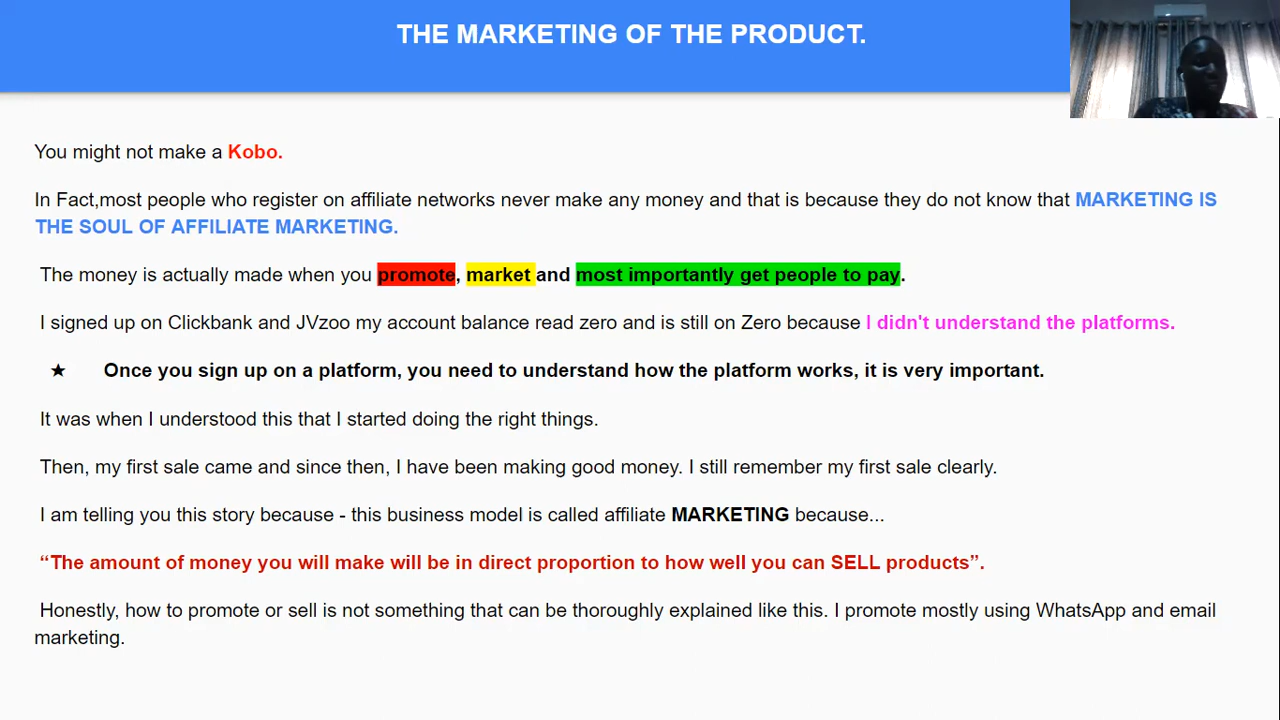 THE MARKETING OF THE PRODUCT.
You might not make a Kobo.
In Fact,most people who register on affiliate networks never make any money and that is because they do not know that MARKETING IS
THE SOUL OF AFFILIATE MARKETING.
The money is actually made when you promote, market and most importantly get people to pay.
I signed up on Clickbank and JVzoo my account balance read zero and is still on Zero because I didn't understand the platforms.
★ Once you sign up on a platform, you need to understand how the platform works, it is very important.
It was when I understood this that I started doing the right things.
Then, my first sale came and since then, I have been making good money. I still remember my first sale clearly.
I am telling you this story because - this business model is called affiliate MARKETING because...
“The amount of money you will make will be in direct proportion to how well you can SELL products”.
Honestly, how to promote or sell is not something that can be thoroughly explained like this. I promote mostly using WhatsApp and email
marketing.